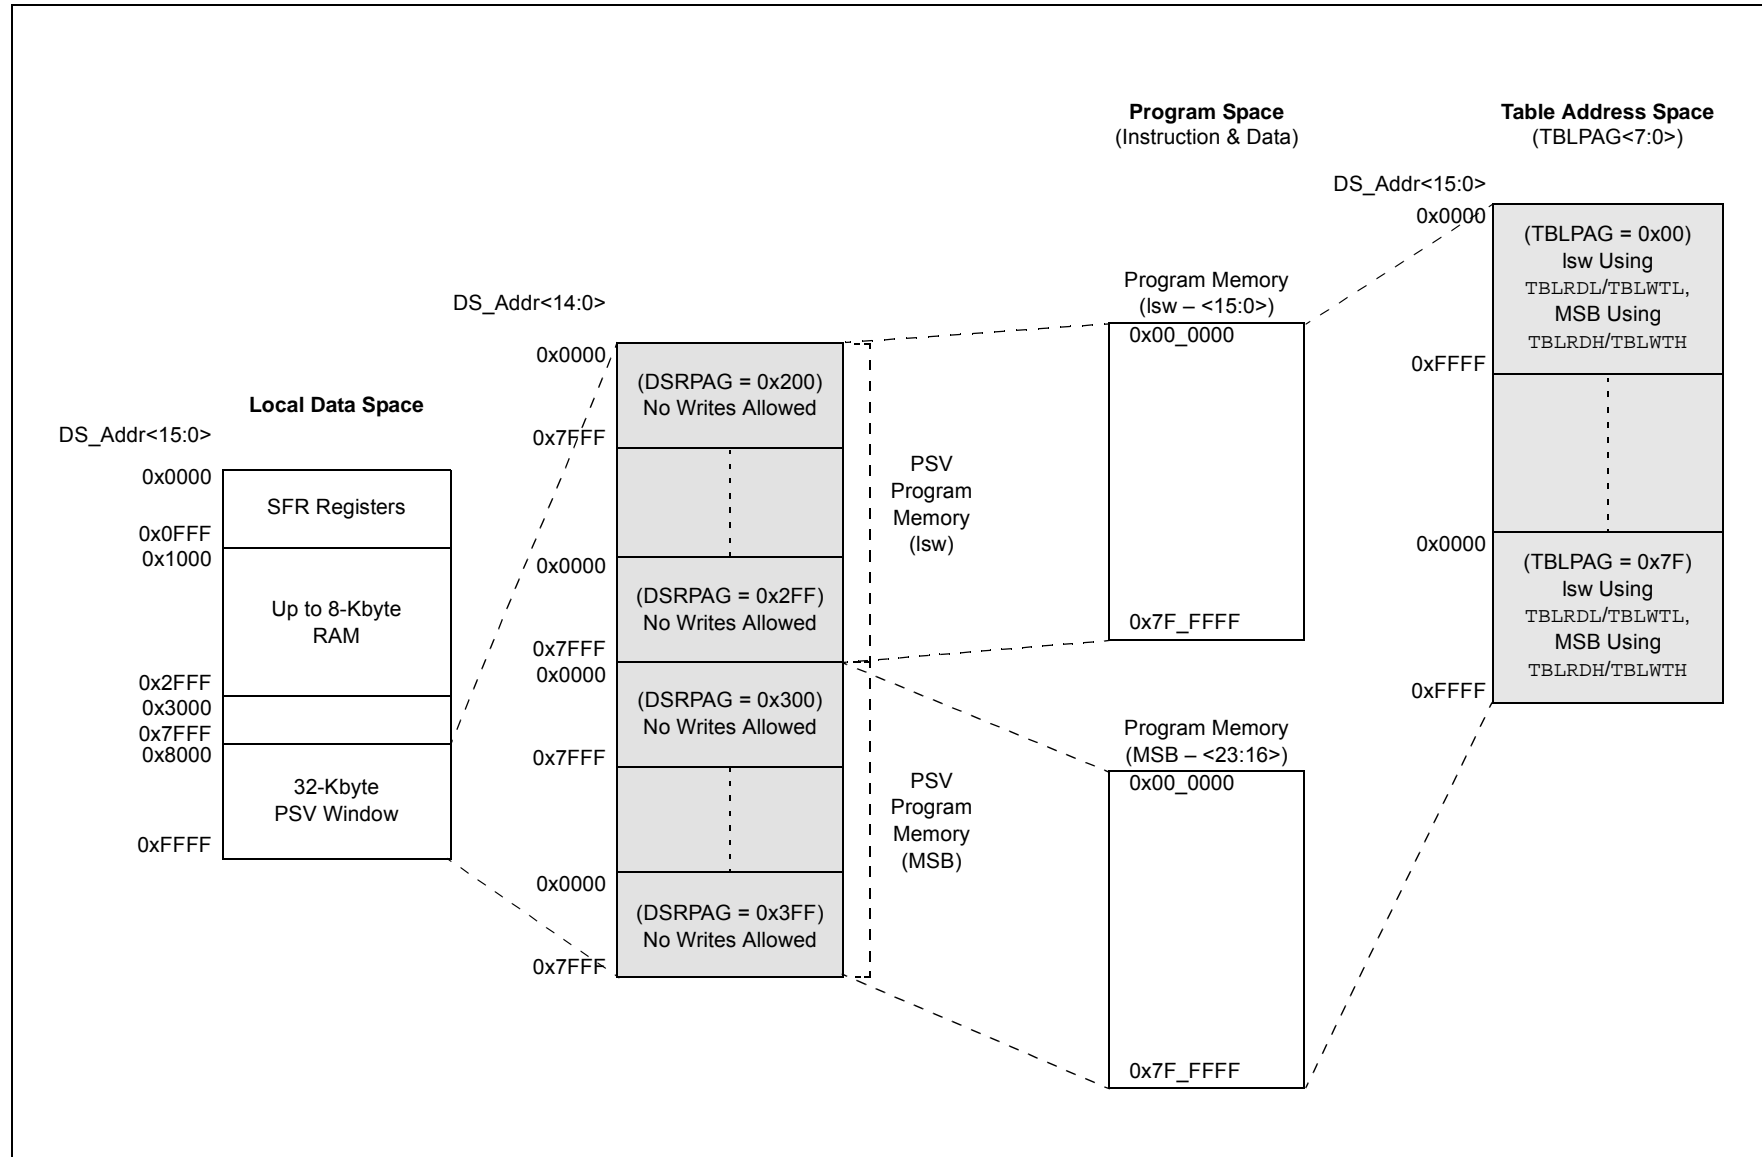 Local Data Space
DS_Addr<15:0>
0x0000
SFR Registers
0x0FFF
0x1000
Up to 8-Kbyte
RAM
0x2FFF
0x3000
0x7FFF
0x8000
32-Kbyte
PSV Window
0xFFFF
DS_Addr<14:0>
0x0000
(DSRPAG = 0x200)
No Writes Allowed
0x7FFF
0x0000
(DSRPAG = 0x2FF)
No Writes Allowed
0x7FFF
0x0000
(DSRPAG = 0x300)
No Writes Allowed
0x7FFF
0x0000
(DSRPAG = 0x3FF)
No Writes Allowed
0x7FFF
PSV
Program
Memory
(lsw)
PSV
Program
Memory
(MSB)
Program Space
(Instruction & Data)
Program Memory
(lsw – <15:0>)
0x00_0000
0x7F_FFFF
Program Memory
(MSB – <23:16>)
0x00_0000
0x7F_FFFF
Table Address Space
(TBLPAG<7:0>)
DS_Addr<15:0>
0x0000
(TBLPAG = 0x00)
lsw Using
TBLRDL/TBLWTL,
MSB Using
TBLRDH/TBLWTH
0xFFFF
0x0000
(TBLPAG = 0x7F)
lsw Using
TBLRDL/TBLWTL,
MSB Using
TBLRDH/TBLWTH
0xFFFF